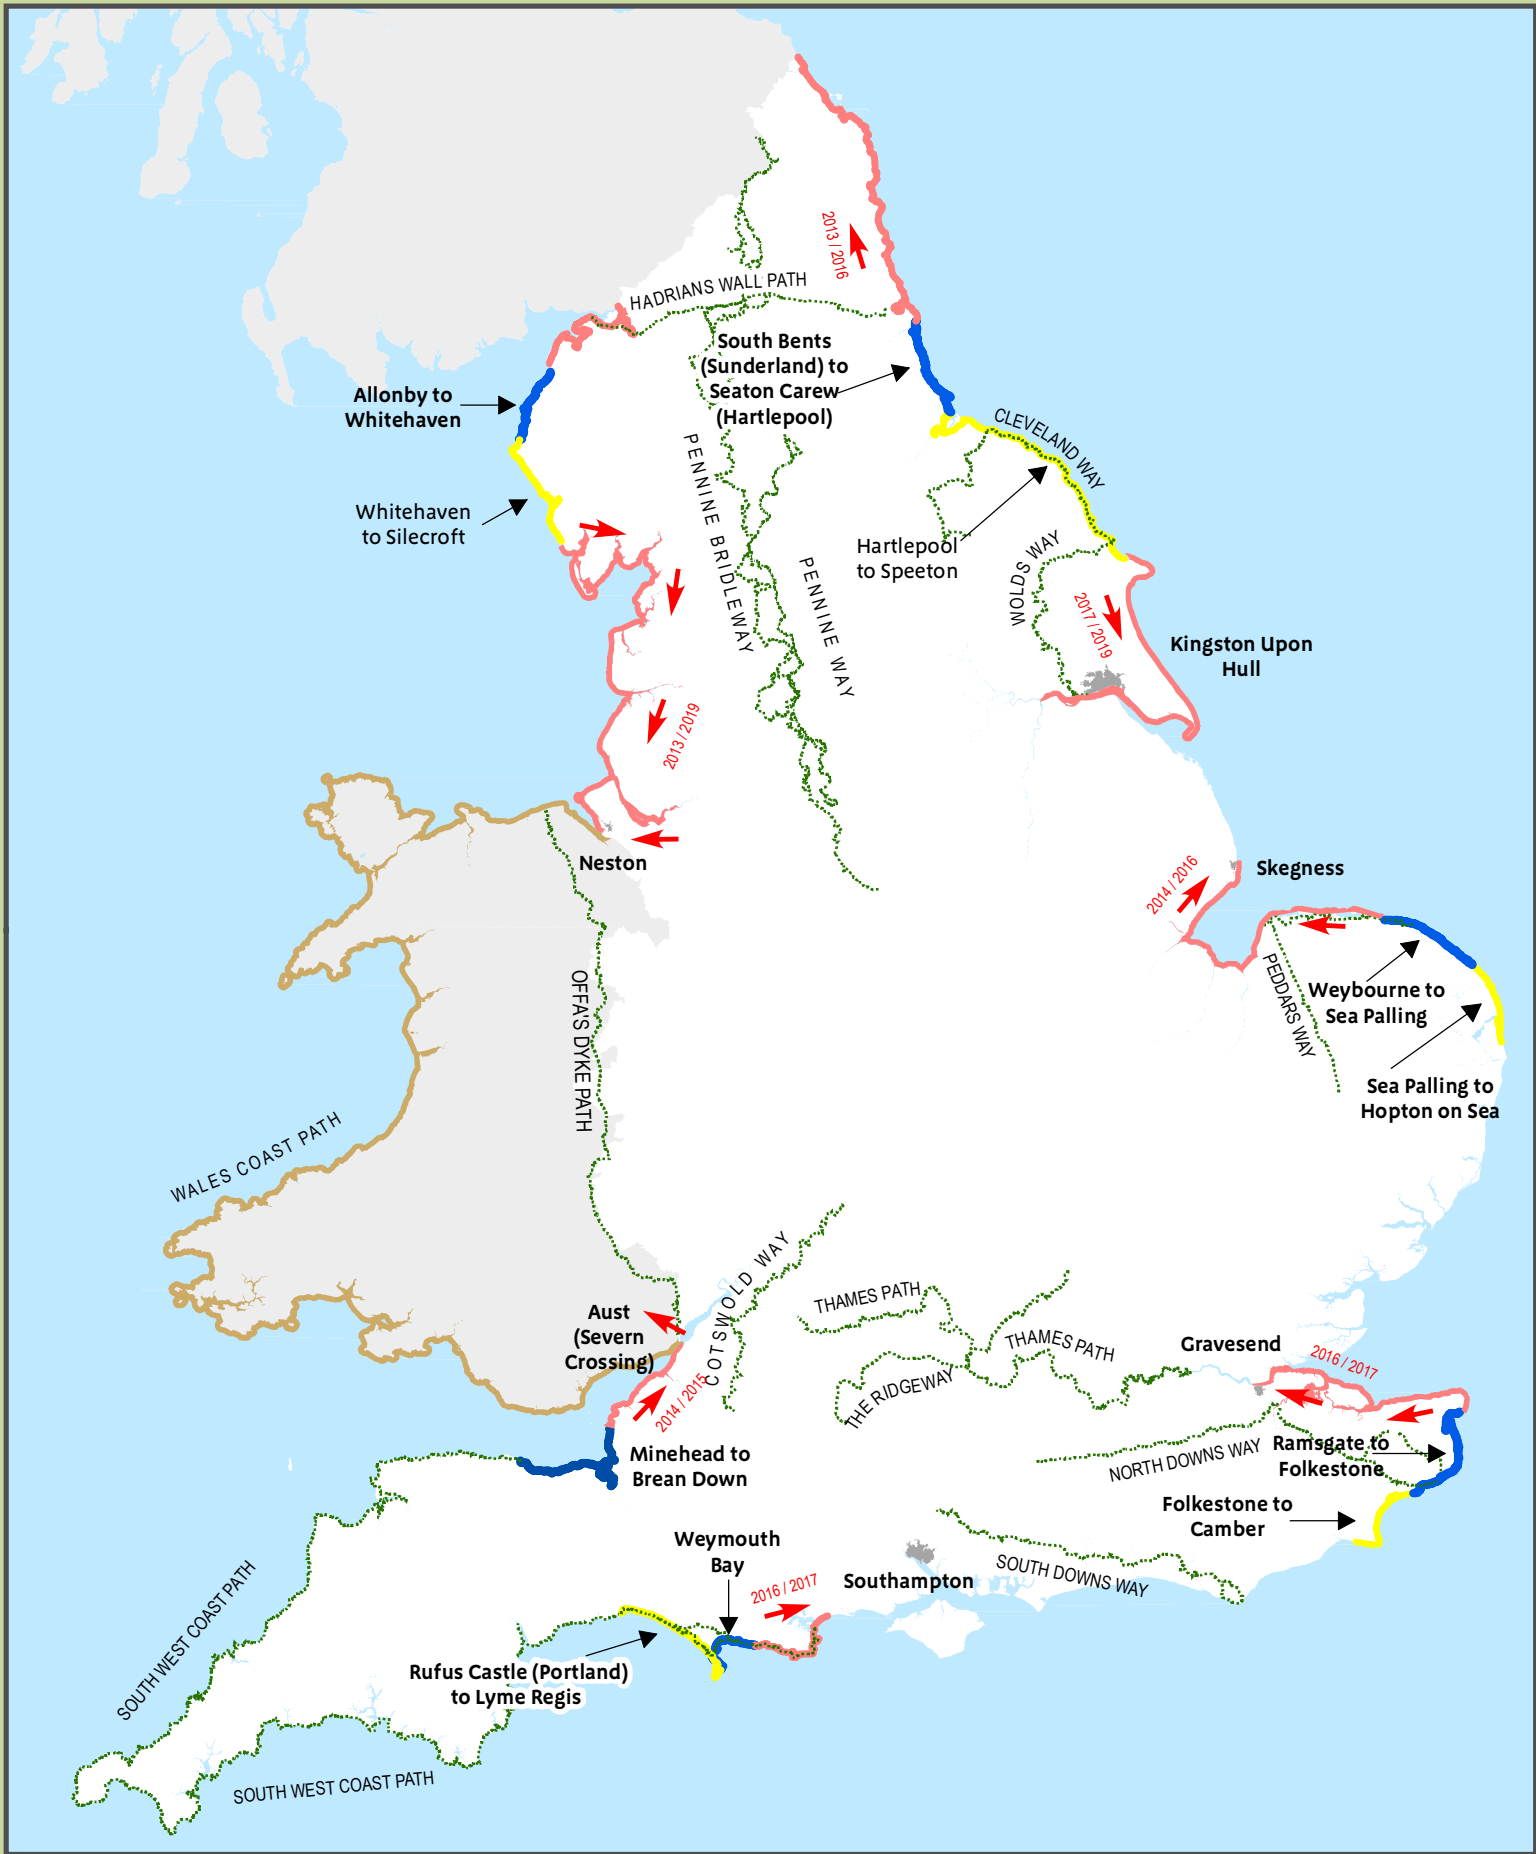 2013 / 2016
HADRIANS WALL PATH
South Bents
(Sunderland) to
Seaton Carew
(Hartlepool)
Allonby to
Whitehaven
CLEVELAND WAY
PENNINE BRIDLEWAY
Whitehaven
to Silecroft
Hartlepool
to Speeton
WOLDS WAY
PENNINE WAY
2017 / 2019
Kingston Upon
Hull
2013 / 2019
Neston
Skegness
2014 / 2016
PEDDARS WAY
Weybourne to
Sea Palling
OFFA'S DYKE PATH
Sea Palling to
Hopton on Sea
WALES COAST PATH
COTSWOLD WAY
THAMES PATH
Aust
(Severn
Crossing)
THAMES PATH
Gravesend
2016 / 2017
THE RIDGEWAY
2014 / 2015
Minehead to
Brean Down
NORTH DOWNS WAY
Ramsgate to
Folkestone
Folkestone to
Camber
Weymouth
Bay
SOUTH WEST COAST PATH
2016 / 2017
Southampton
SOUTH DOWNS WAY
Rufus Castle (Portland)
to Lyme Regis
SOUTH WEST COAST PATH